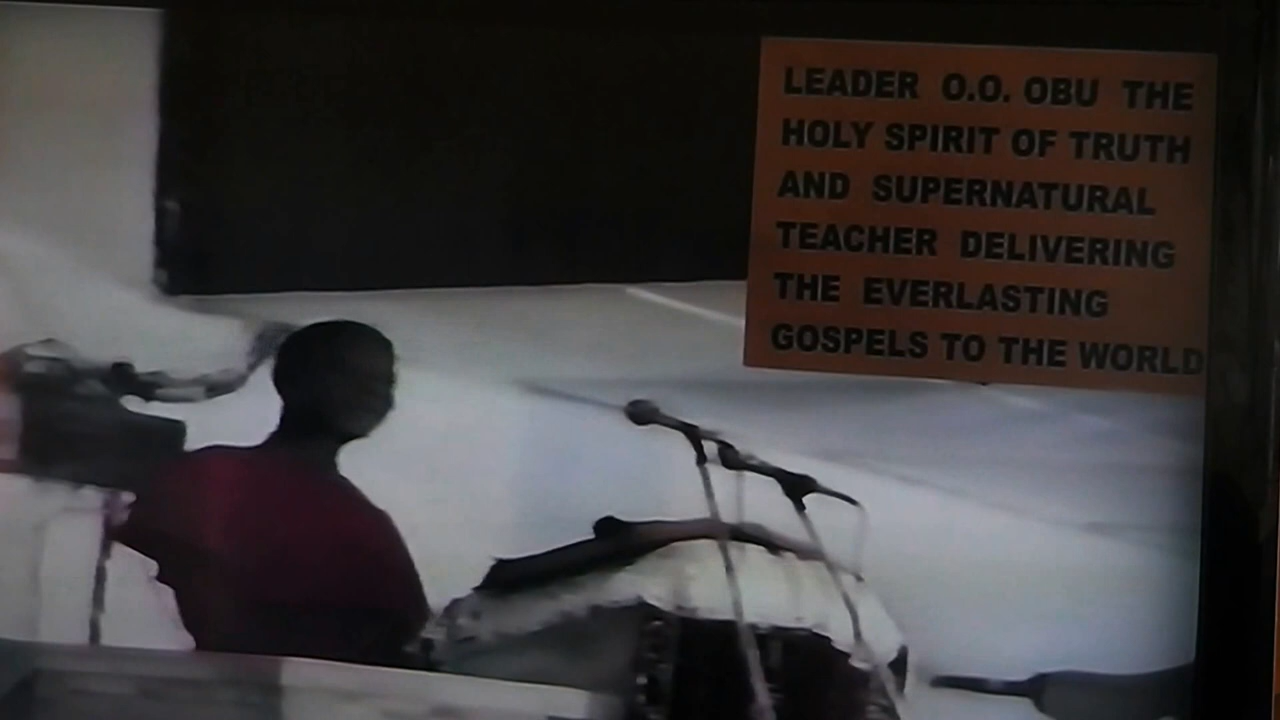 LEADER O.O. OBU THE
HOLY SPIRIT OF TRUTH
AND SUPERNATURAL
TEACHER DELIVERING
THE EVERLASTING
GOSPELS TO THE WORLD